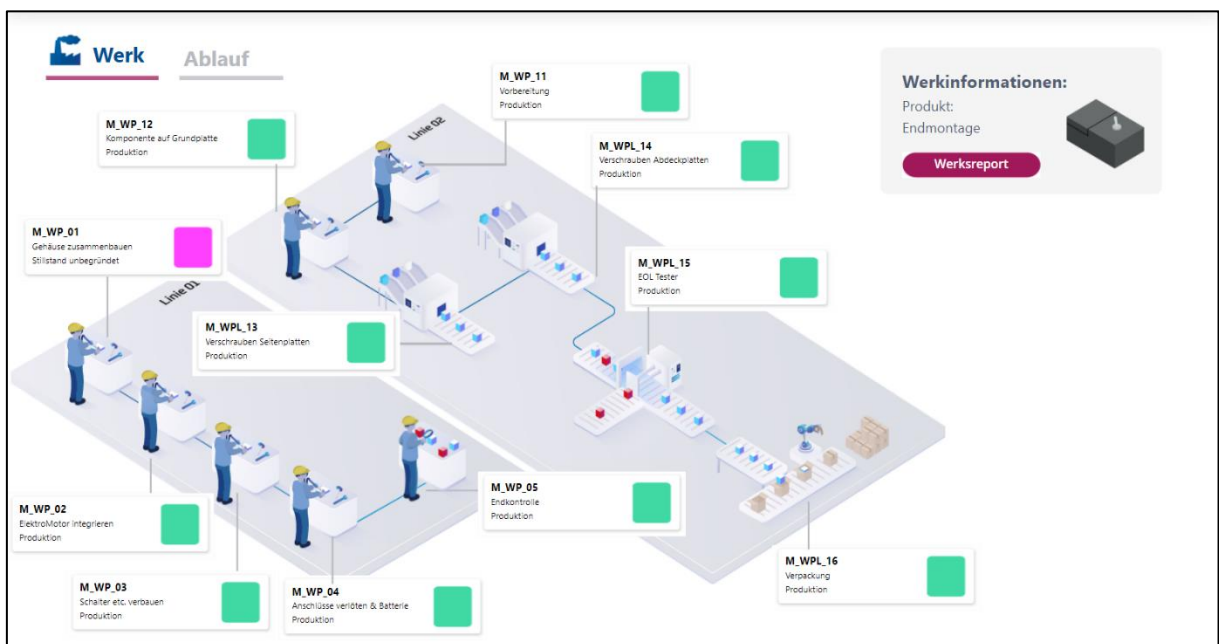 Werk
Ablauf
Werkinformationen:
Produkt:
Endmontage
Werksreport
M_WP_11
Vorbereitung
Produktion
M_WP_12
Komponente auf Grundplatte
Produktion
Linie 02
M_WPL_14
Verschrauben Abdeckplatten
Produktion
M_WP_01
Gehäuse zusammenbauen
Stillstand unbegründet
M_WPL_15
EOL Tester
Produktion
Linie 01
M_WPL_13
Verschrauben Seitenplatten
Produktion
M_WP_02
ElektroMotor integrieren
Produktion
M_WP_05
Endkontrolle
Produktion
M_WP_03
Schalter etc. verbauen
Produktion
M_WP_04
Anschlüsse verlöten & Batterie
Produktion
M_WPL_16
Verpackung
Produktion